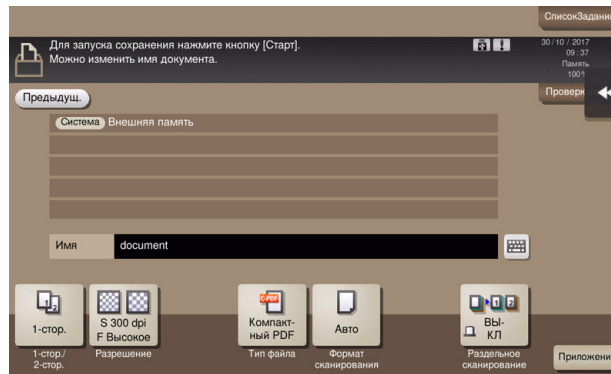 СписокЗадани
Для запуска сохранения нажмите кнопку [Старт].
Можно изменить имя документа.
30/10 / 2017
09:37
Память
100%
Предыдущ.
Проверк
Система Внешняя память
Имя document
1-стор.
S 300 dpi
F Высокое
C-PDF
Компакт-
ный PDF
Авто
ВЫ-
КЛ
1-стор./
2-стор.
Разрешение
Тип файла
Формат
сканирования
Раздельное
сканирование
Приложени